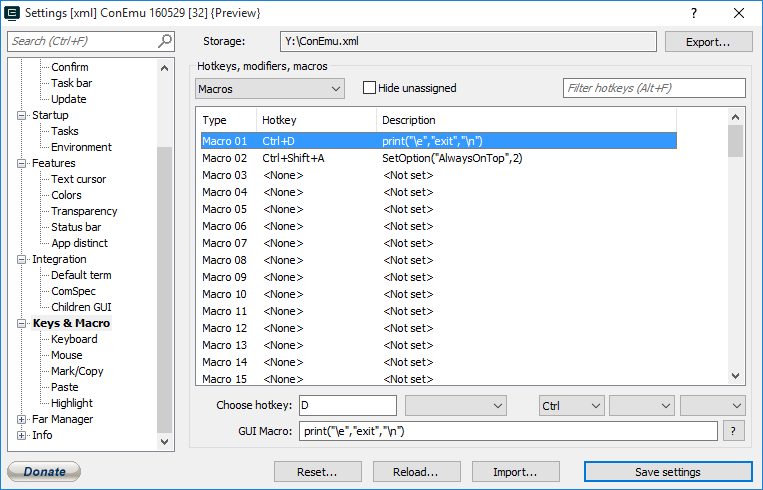 Settings [xml] ConEmu 160529 [32] {Preview}
Search (Ctrl+F)
Storage:
Y:\ConEmu.xml
Export...
Confirm
Task bar
Update
Startup
Tasks
Environment
Features
Text cursor
Colors
Transparency
Status bar
App distinct
Integration
Default term
ComSpec
Children GUI
Keys & Macro
Keyboard
Mouse
Mark/Copy
Paste
Highlight
Far Manager
Info
Hotkeys, modifiers, macros
Macros
Hide unassigned
Filter hotkeys (Alt+F)
Type Hotkey Description
Macro 01 Ctrl+D print("\e","exit","\n")
Macro 02 Ctrl+Shift+A SetOption("AlwaysOnTop",2)
Macro 03 <None> <Not set>
Macro 04 <None> <Not set>
Macro 05 <None> <Not set>
Macro 06 <None> <Not set>
Macro 07 <None> <Not set>
Macro 08 <None> <Not set>
Macro 09 <None> <Not set>
Macro 10 <None> <Not set>
Macro 11 <None> <Not set>
Macro 12 <None> <Not set>
Macro 13 <None> <Not set>
Macro 14 <None> <Not set>
Macro 15 <None> <Not set>
Choose hotkey: D Ctrl
GUI Macro: print("\e","exit","\n") ?
Donate
Reset...
Reload...
Import...
Save settings